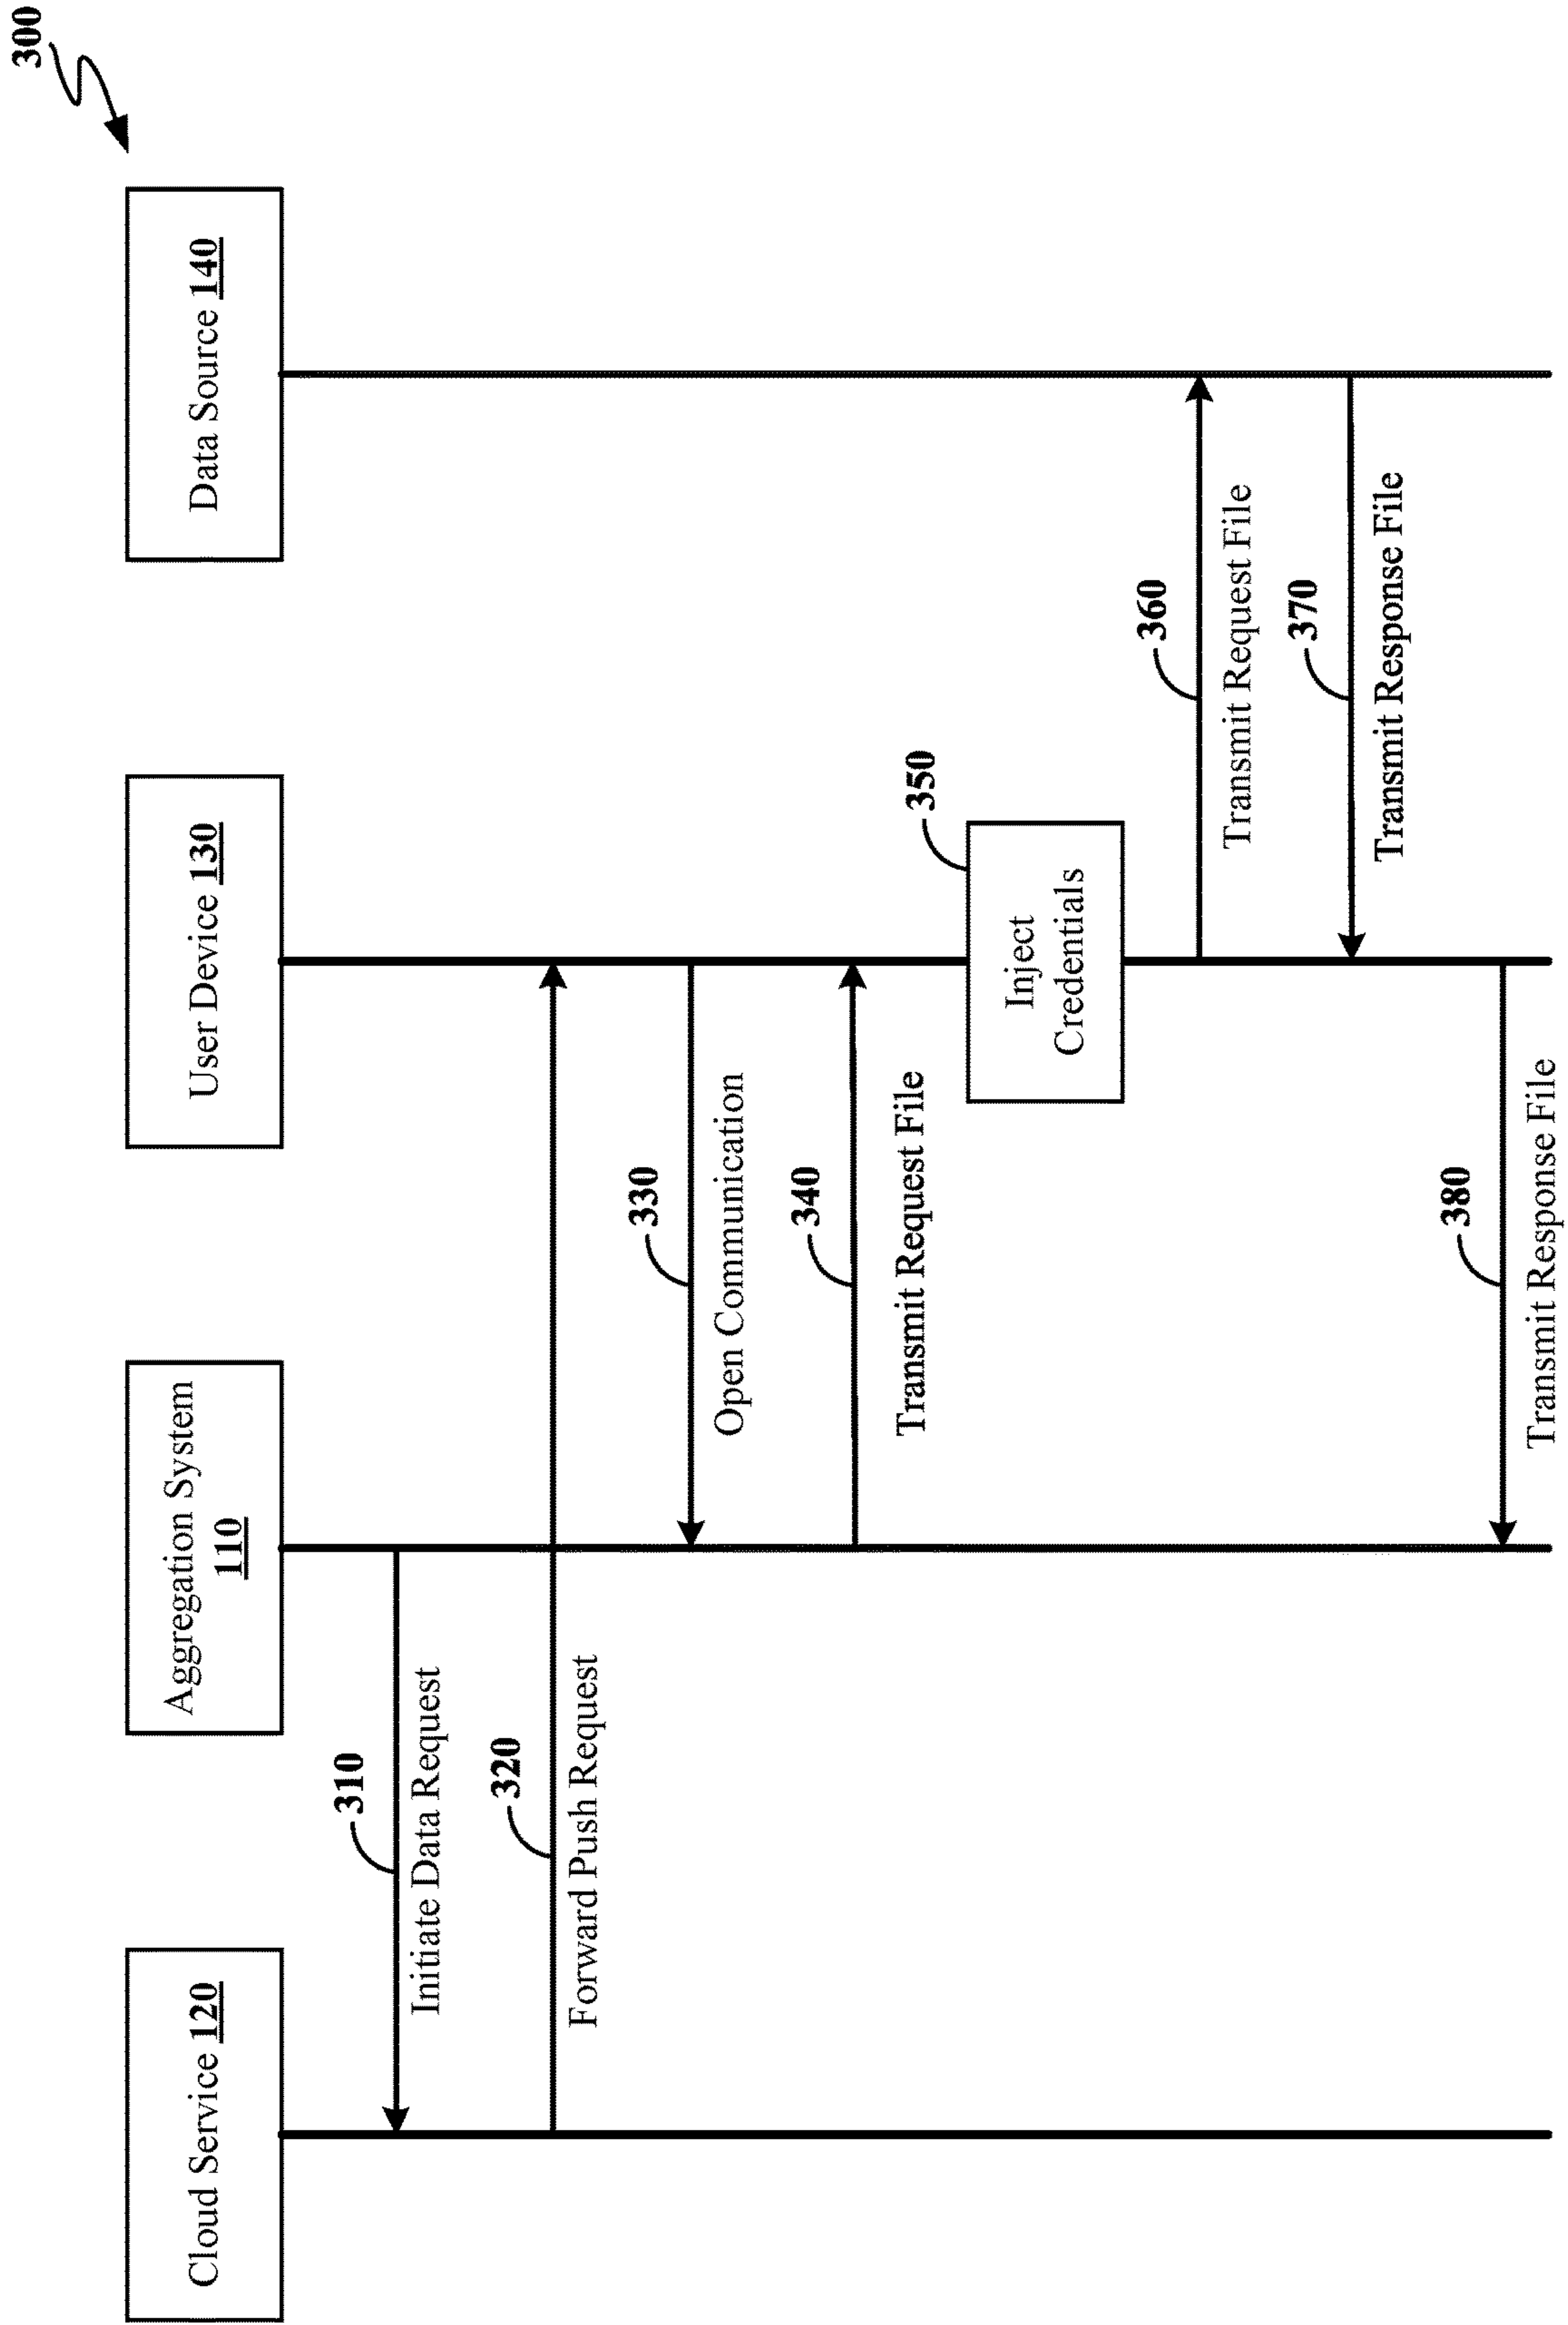 300
Cloud Service 120
Aggregation System
110
User Device 130
Data Source 140
310
Initiate Data Request
320
Forward Push Request
330
Open Communication
340
Transmit Request File
350
Inject
Credentials
360
Transmit Request File
370
Transmit Response File
380
Transmit Response File